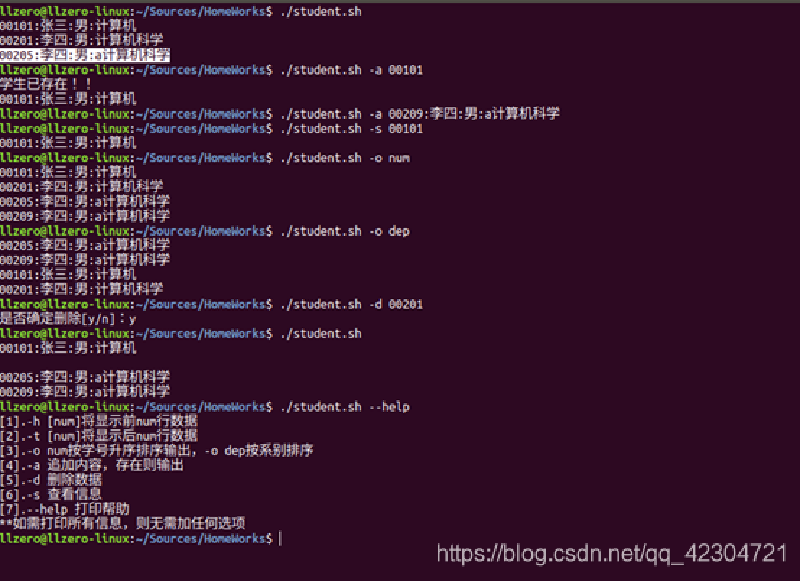 llzero@llzero-linux:~/Sources/HomeWorks$ ./student.sh
00101:张三:男:计算机
00201:李四:男:计算机科学
00205:李四:男:a计算机科学
llzero@llzero-linux:~/Sources/HomeWorks$ ./student.sh -a 00101
学生已存在！！
00101:张三:男:计算机
llzero@llzero-linux:~/Sources/HomeWorks$ ./student.sh -a 00209:李四:男:a计算机科学
llzero@llzero-linux:~/Sources/HomeWorks$ ./student.sh -s 00101
00101:张三:男:计算机
llzero@llzero-linux:~/Sources/HomeWorks$ ./student.sh -o num
00101:张三:男:计算机
00201:李四:男:计算机科学
00205:李四:男:a计算机科学
00209:李四:男:a计算机科学
llzero@llzero-linux:~/Sources/HomeWorks$ ./student.sh -o dep
00205:李四:男:a计算机科学
00209:李四:男:a计算机科学
00101:张三:男:计算机
00201:李四:男:计算机科学
llzero@llzero-linux:~/Sources/HomeWorks$ ./student.sh -d 00201
是否确定删除[y/n]：y
llzero@llzero-linux:~/Sources/HomeWorks$ ./student.sh
00101:张三:男:计算机
00205:李四:男:a计算机科学
00209:李四:男:a计算机科学
llzero@llzero-linux:~/Sources/HomeWorks$ ./student.sh --help
[1].-h [num]将显示前num行数据
[2].-t [num]将显示后num行数据
[3].-o num按学号升序排序输出，-o dep按系别排序
[4].-a 追加内容，存在则输出
[5].-d 删除数据
[6].-s 查看信息
[7].--help 打印帮助
**如需打印所有信息，则无需加任何选项
llzero@llzero-linux:~/Sources/HomeWorks$
https://blog.csdn.net/qq_42304721